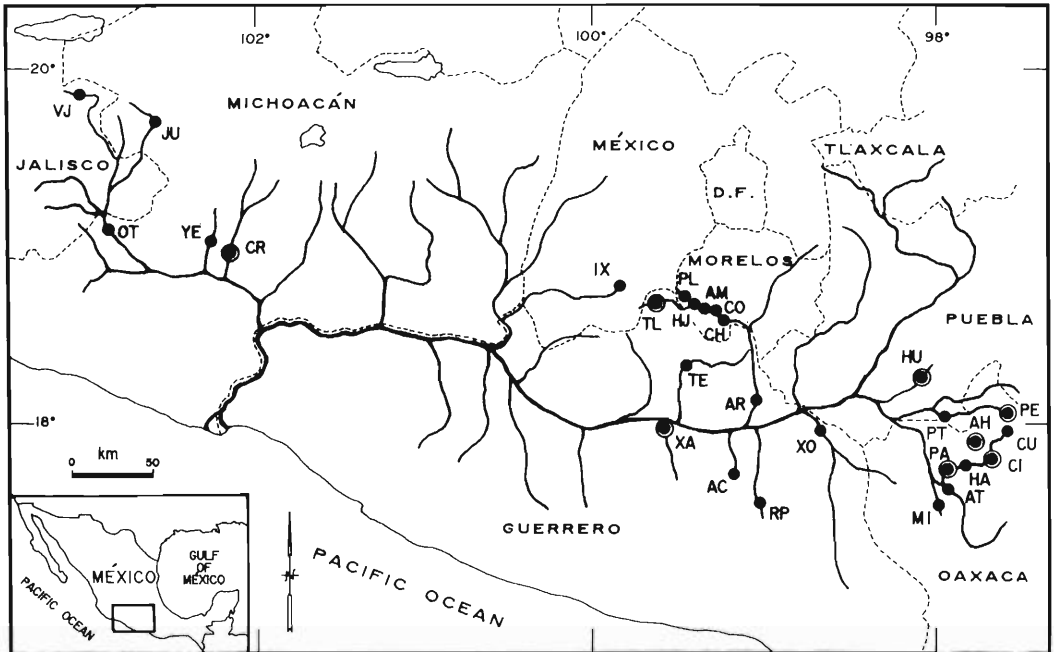 102°
100°
98°
20°
VJ
JU
MICHOACÁN
MÉXICO
TLAXCALA
JALISCO
D.F.
OT
YE
CR
MORELOS
IX
PL
AM
CO
TL
HJ
CH
PUEBLA
HU
TE
AR
PE
18°
XA
XO
PT
AH
CU
PA
HA
CI
AT
MI
AC
RP
km
0 50
GUERRERO
OAXACA
PACIFIC OCEAN
GULF
OF
MÉXICO
MÉXICO
PACIFIC OCEAN